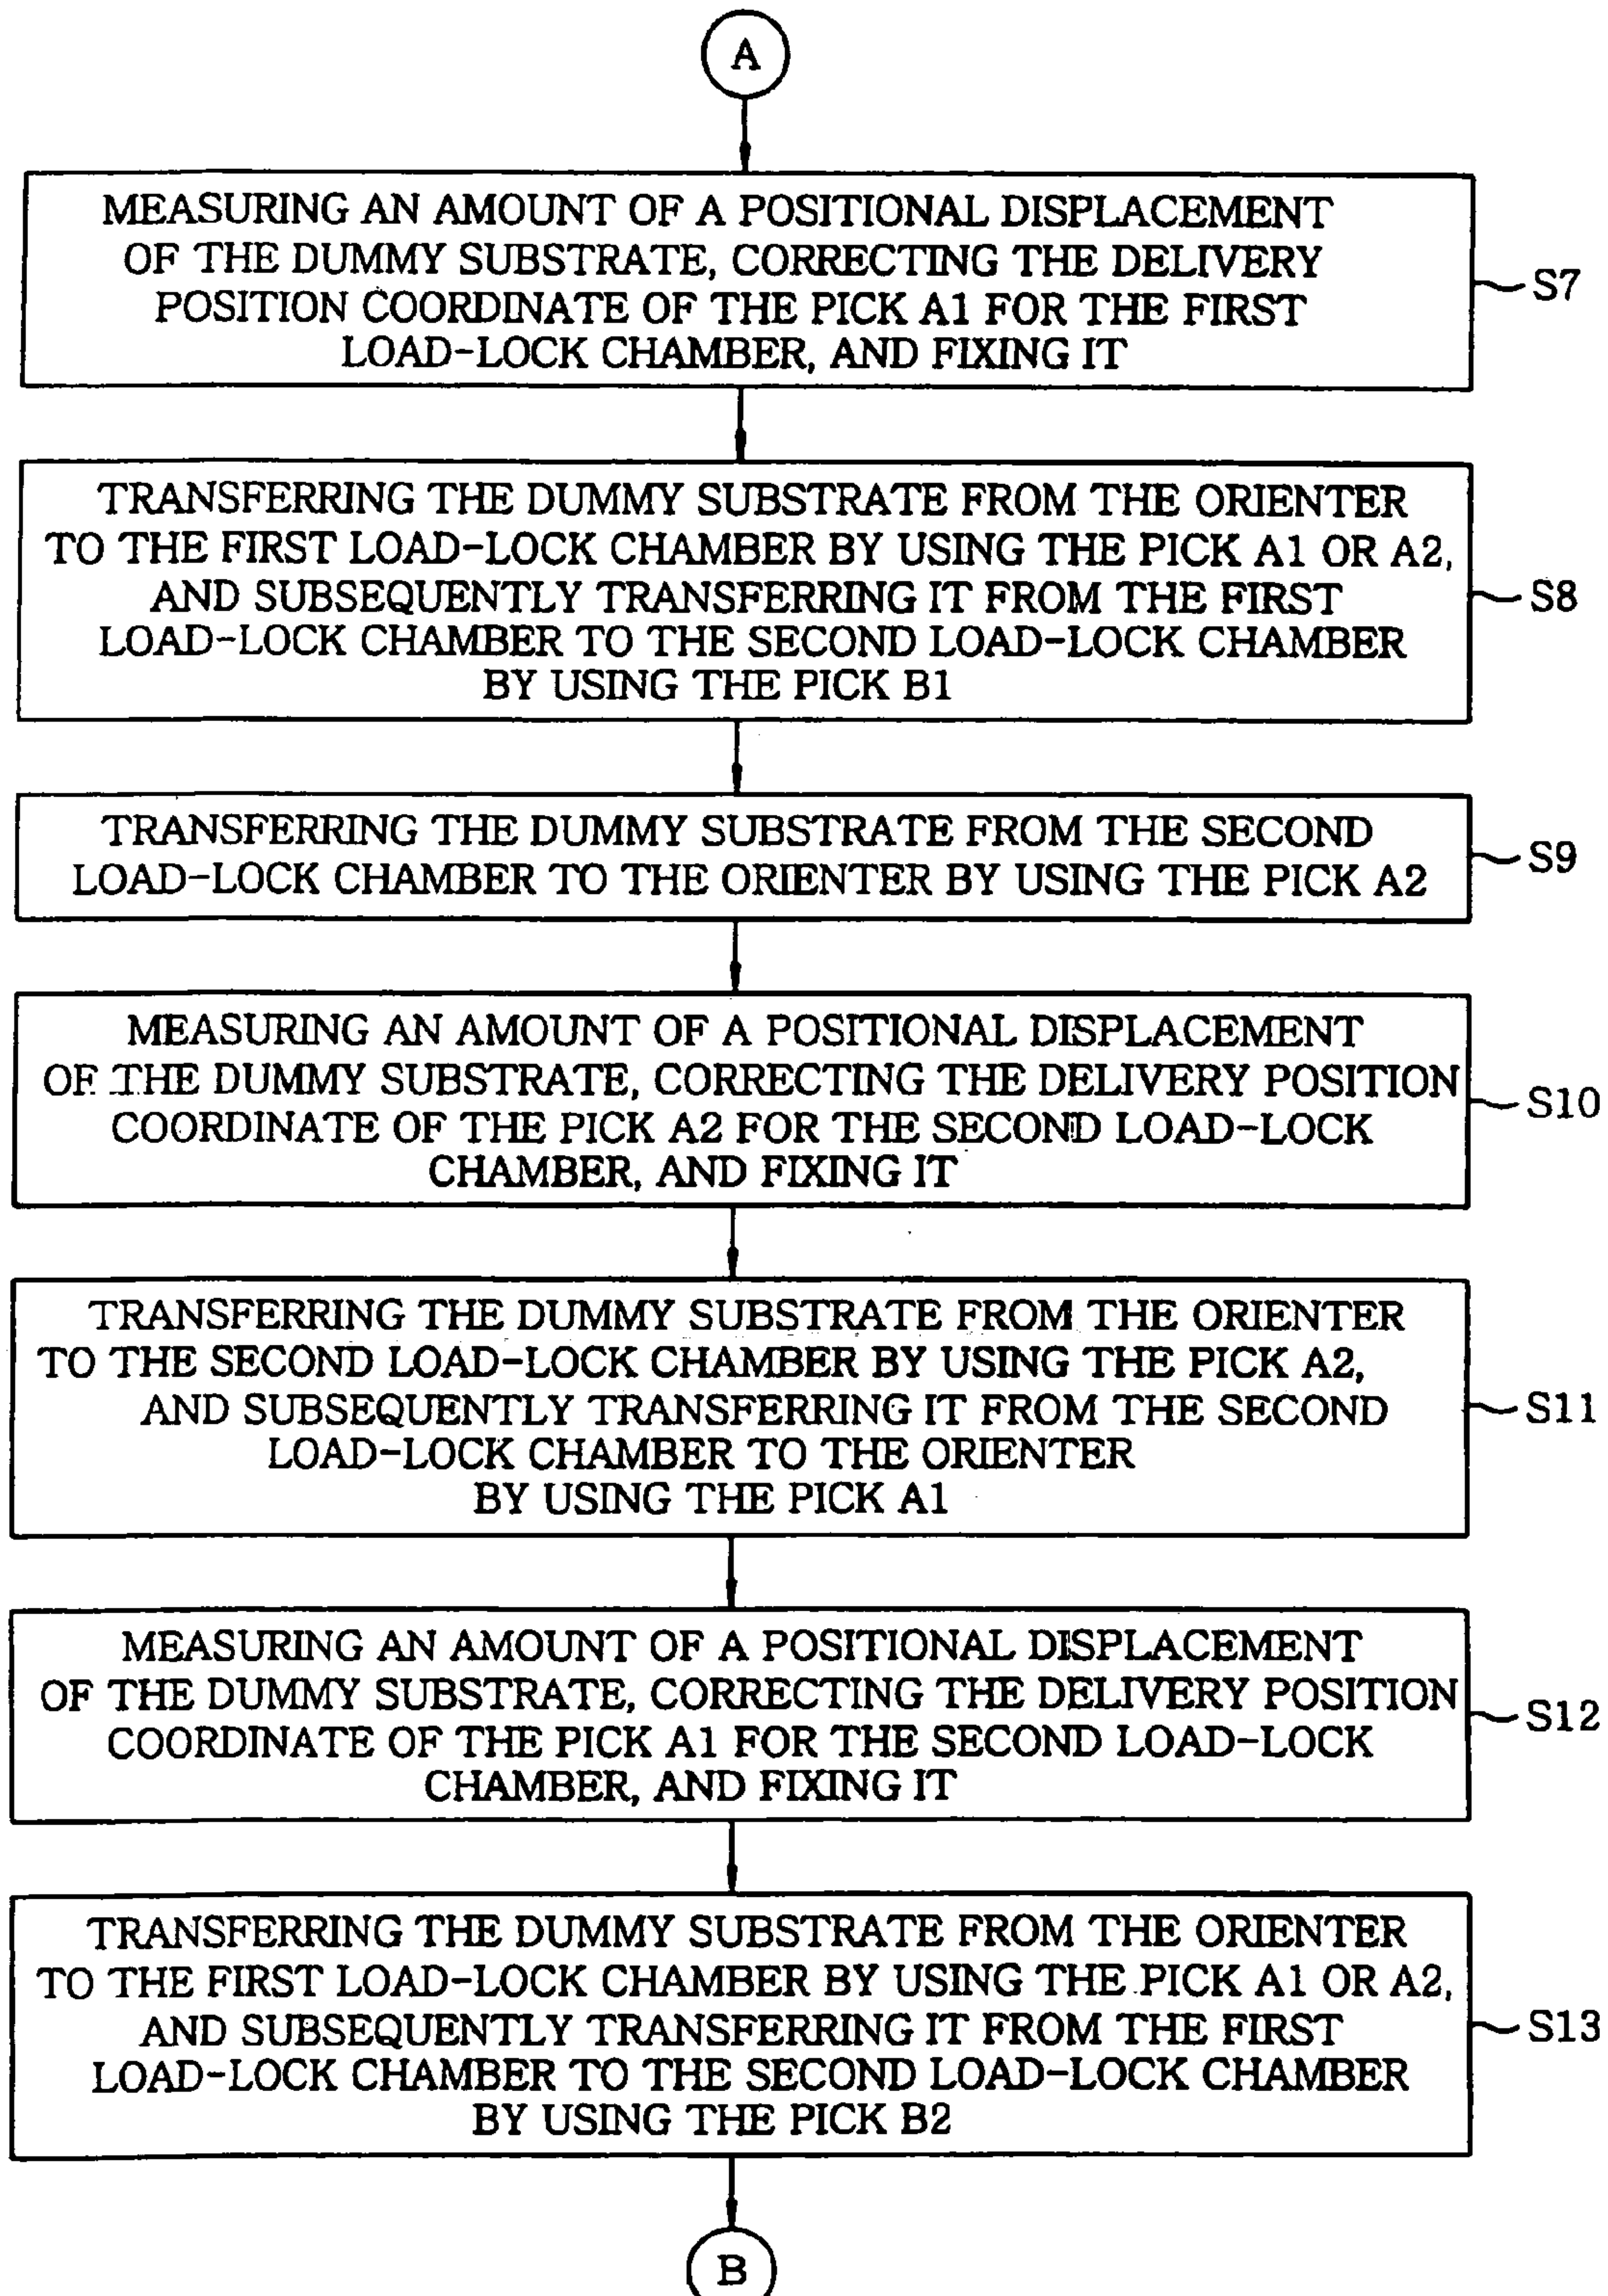 A
MEASURING AN AMOUNT OF A POSITIONAL DISPLACEMENT
OF THE DUMMY SUBSTRATE, CORRECTING THE DELIVERY
POSITION COORDINATE OF THE PICK A1 FOR THE FIRST
LOAD-LOCK CHAMBER, AND FIXING IT
S7
TRANSFERRING THE DUMMY SUBSTRATE FROM THE ORIENTER
TO THE FIRST LOAD-LOCK CHAMBER BY USING THE PICK A1 OR A2,
AND SUBSEQUENTLY TRANSFERRING IT FROM THE FIRST
LOAD-LOCK CHAMBER TO THE SECOND LOAD-LOCK CHAMBER
BY USING THE PICK B1
S8
TRANSFERRING THE DUMMY SUBSTRATE FROM THE SECOND
LOAD-LOCK CHAMBER TO THE ORIENTER BY USING THE PICK A2
S9
MEASURING AN AMOUNT OF A POSITIONAL DISPLACEMENT
OF THE DUMMY SUBSTRATE, CORRECTING THE DELIVERY POSITION
COORDINATE OF THE PICK A2 FOR THE SECOND LOAD-LOCK
CHAMBER, AND FIXING IT
S10
TRANSFERRING THE DUMMY SUBSTRATE FROM THE ORIENTER
TO THE SECOND LOAD-LOCK CHAMBER BY USING THE PICK A2,
AND SUBSEQUENTLY TRANSFERRING IT FROM THE SECOND
LOAD-LOCK CHAMBER TO THE ORIENTER
BY USING THE PICK A1
S11
MEASURING AN AMOUNT OF A POSITIONAL DISPLACEMENT
OF THE DUMMY SUBSTRATE, CORRECTING THE DELIVERY POSITION
COORDINATE OF THE PICK A1 FOR THE SECOND LOAD-LOCK
CHAMBER, AND FIXING IT
S12
TRANSFERRING THE DUMMY SUBSTRATE FROM THE ORIENTER
TO THE FIRST LOAD-LOCK CHAMBER BY USING THE PICK A1 OR A2,
AND SUBSEQUENTLY TRANSFERRING IT FROM THE FIRST
LOAD-LOCK CHAMBER TO THE SECOND LOAD-LOCK CHAMBER
BY USING THE PICK B2
S13
B